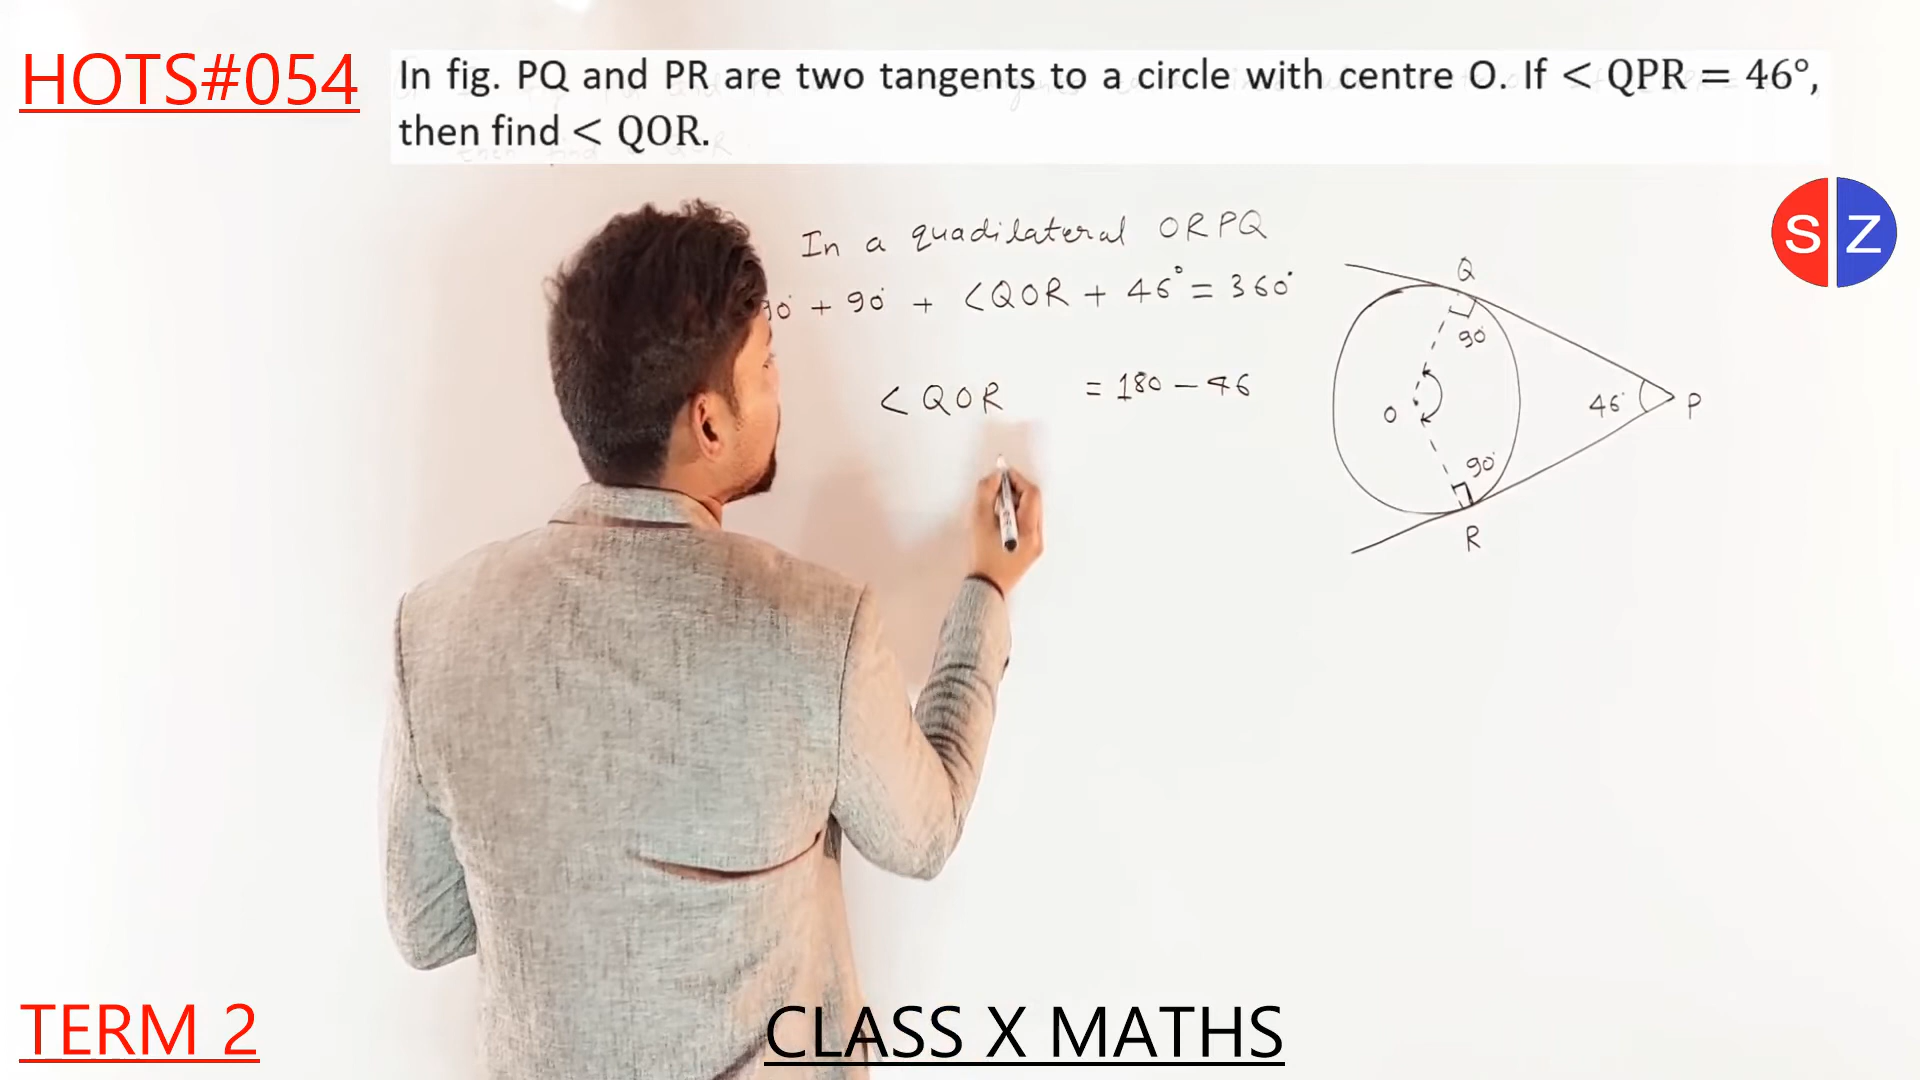 HOTS#054
In fig. PQ and PR are two tangents to a circle with centre O. If < QPR = 46°,
then find < QOR.
S Z
In a quadilateral ORPQ
90° + 90° + <QOR + 46° = 360°
<QOR = 180 - 46
Q
90°
O
46°
P
90°
R
TERM 2
CLASS X MATHS